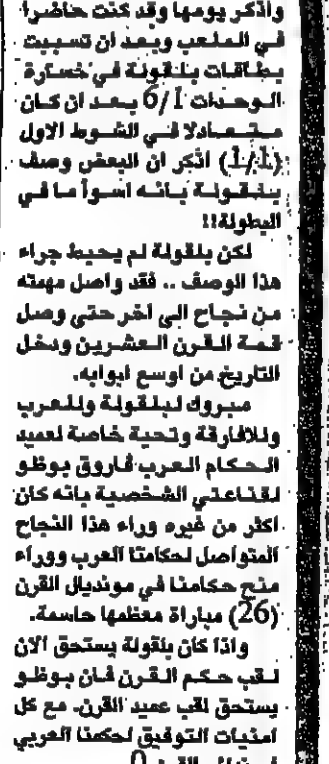 واذكر يومها وقد كنت حاضرا
في الملعب وبعد ان تسببت
بطاقات بلقولة في خسارة
الوحدات 6/1 بعد ان كان
متعادلا في الشوط الاول
(1/1) اذكر ان البعض وصف
بلقولة بانه اسوأ ما في
البطولة!!
لكن بلقولة لم يحبط جراء
هذا الوصف .. فقد واصل مهمته
من نجاح الى اخر حتى وصل
قمة القرن العشرين ودخل
التاريخ من اوسع ابوابه.
مبروك لبلقولة وللعرب
وللافارقة وتحية خاصة لعميد
الحكام العرب فاروق بوظو
لقناعتي الشخصية بانه كان
اكثر من غيره وراء هذا النجاح
المتواصل لحكامنا العرب ووراء
منح حكامنا في مونديال القرن
(26) مباراة معظمها حاسمة.
واذا كان بلقولة يستحق الان
لقب حكم القرن فان بوظو
يستحق لقب عميد القرن. مع كل
امنيات التوفيق لحكمنا العربي